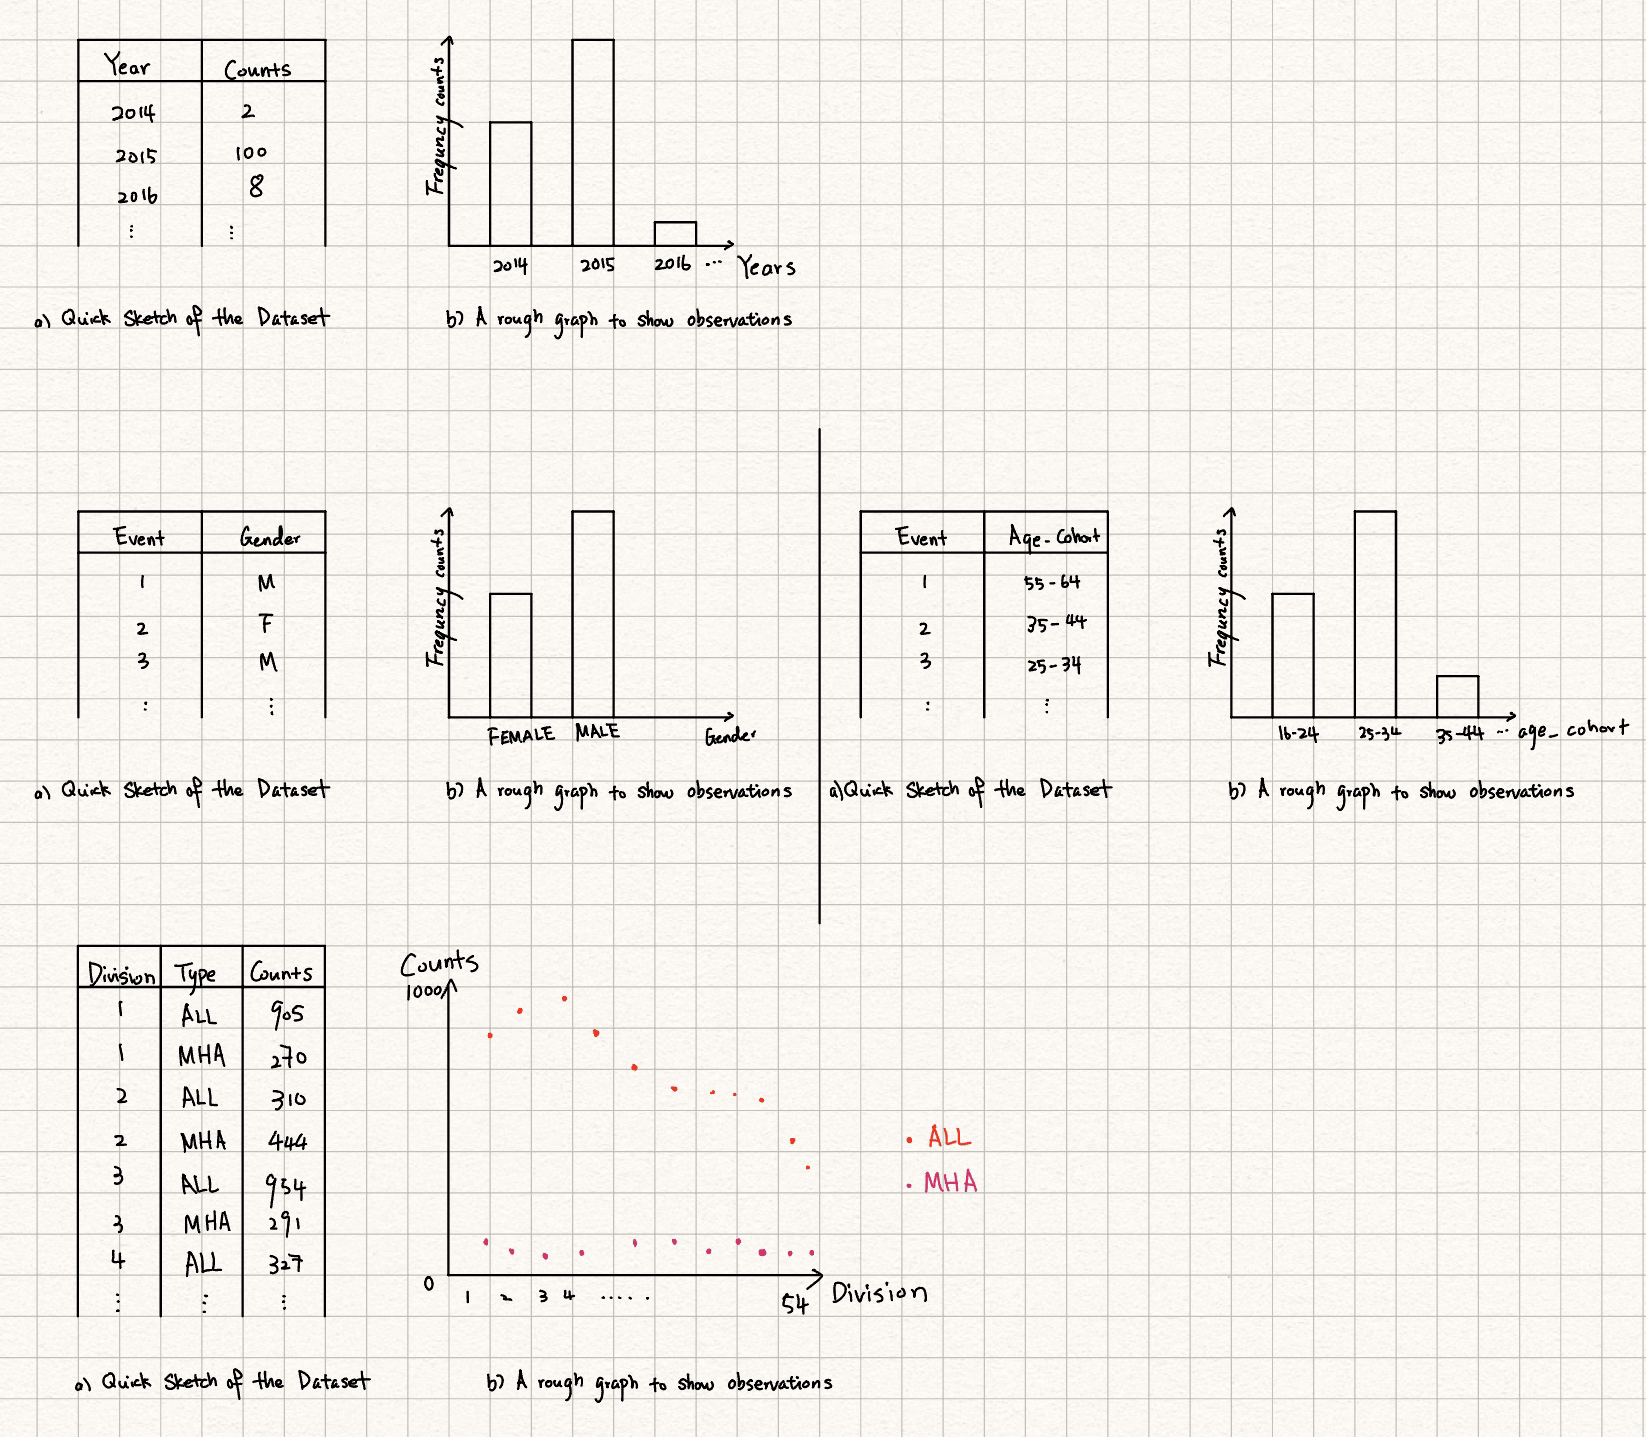 Year Counts
2014 2
2015 100
2016 8
⋮ ⋮
Frequncy counts
2014 2015 2016 ... Years
a) Quick Sketch of the Dataset
b) A rough graph to show observations
Event Gender
1 M
2 F
3 M
: ⋮
Frequncy counts
FEMALE MALE Gender
a) Quick Sketch of the Dataset
b) A rough graph to show observations
Event Age-Cohort
1 55-64
2 35-44
3 25-34
: ⋮
Frequncy counts
16-24 25-34 35-44 ... age_cohort
a) Quick Sketch of the Dataset
b) A rough graph to show observations
Division Type Counts
1 ALL 905
1 MHA 270
2 ALL 310
2 MHA 444
3 ALL 954
3 MHA 291
4 ALL 327
⋮ ⋮ ⋮
Counts
1000
0
1 2 3 4 ...... 54 Division
ALL
MHA
a) Quick Sketch of the Dataset
b) A rough graph to show observations